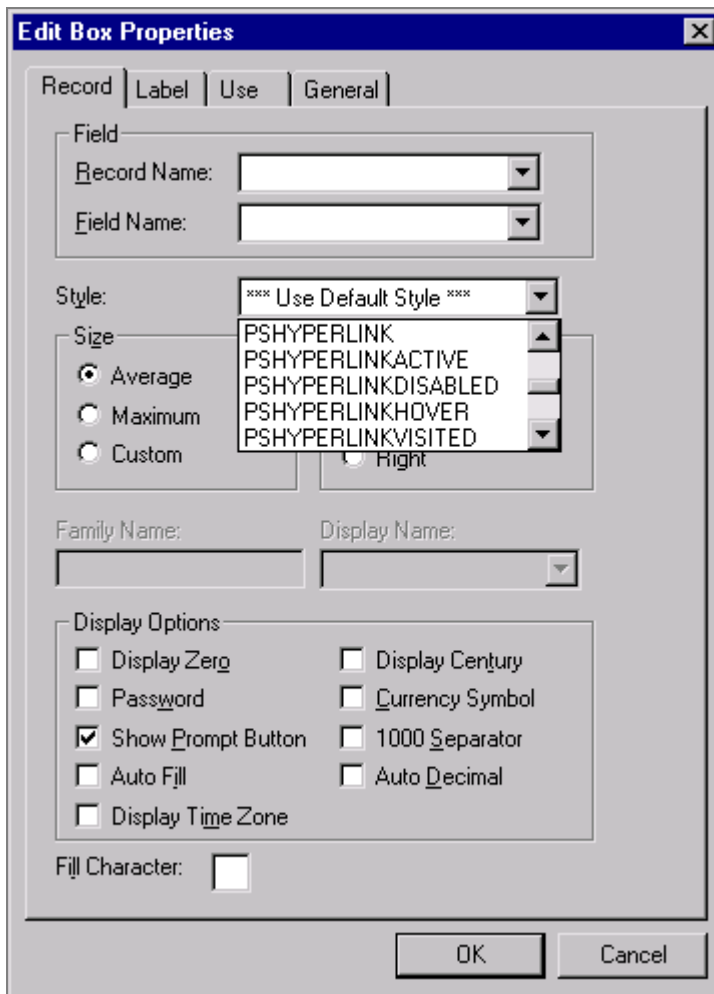 Edit Box Properties
Record Label Use General
Field
Record Name:
Field Name:
Style: *** Use Default Style ***
PSHYPERLINK
PSHYPERLINKACTIVE
PSHYPERLINKDISABLED
PSHYPERLINKHOVER
PSHYPERLINKVISITED
Size
Average
Maximum
Custom
Right
Family Name: Display Name:
Display Options
Display Zero Display Century
Password Currency Symbol
Show Prompt Button 1000 Separator
Auto Fill Auto Decimal
Display Time Zone
Fill Character:
OK Cancel